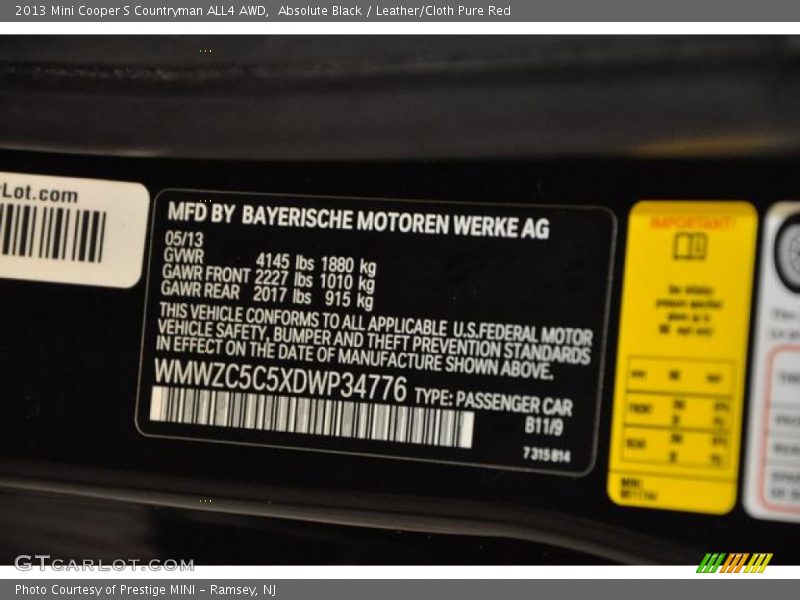 2013 Mini Cooper S Countryman ALL4 AWD, Absolute Black / Leather/Cloth Pure Red
rLot.com
MFD BY BAYERISCHE MOTOREN WERKE AG
05/13
GVWR 4145 lbs 1880 kg
GAWR FRONT 2227 lbs 1010 kg
GAWR REAR 2017 lbs 915 kg
THIS VEHICLE CONFORMS TO ALL APPLICABLE U.S.FEDERAL MOTOR
VEHICLE SAFETY, BUMPER AND THEFT PREVENTION STANDARDS
IN EFFECT ON THE DATE OF MANUFACTURE SHOWN ABOVE.
WMWZC5C5XDWP34776 TYPE: PASSENGER CAR
B11/9
7315814
IMPORTANT!
GTCARLOT.COM
Photo Courtesy of Prestige MINI - Ramsey, NJ